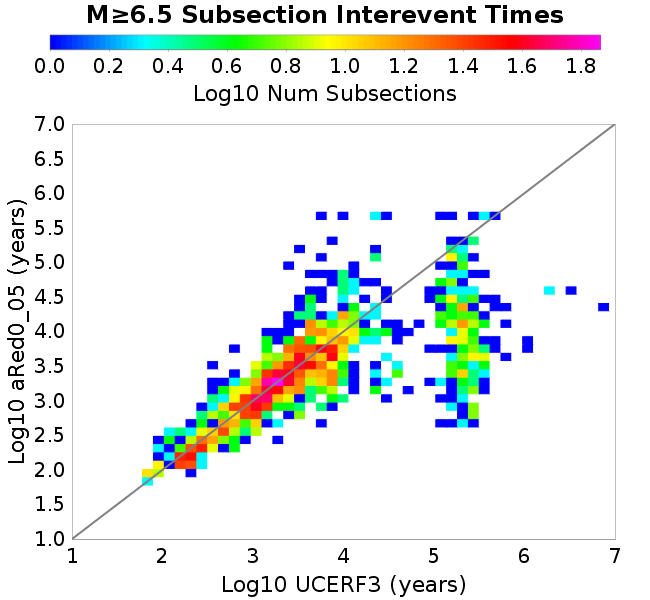 M≥6.5 Subsection Interevent Times
0.0 0.2 0.4 0.6 0.8 1.0 1.2 1.4 1.6 1.8
Log10 Num Subsections
7.0
6.5
6.0
5.5
5.0
4.5
4.0
3.5
3.0
2.5
2.0
1.5
1.0
Log10 aRed0_05 (years)
1 2 3 4 5 6 7
Log10 UCERF3 (years)